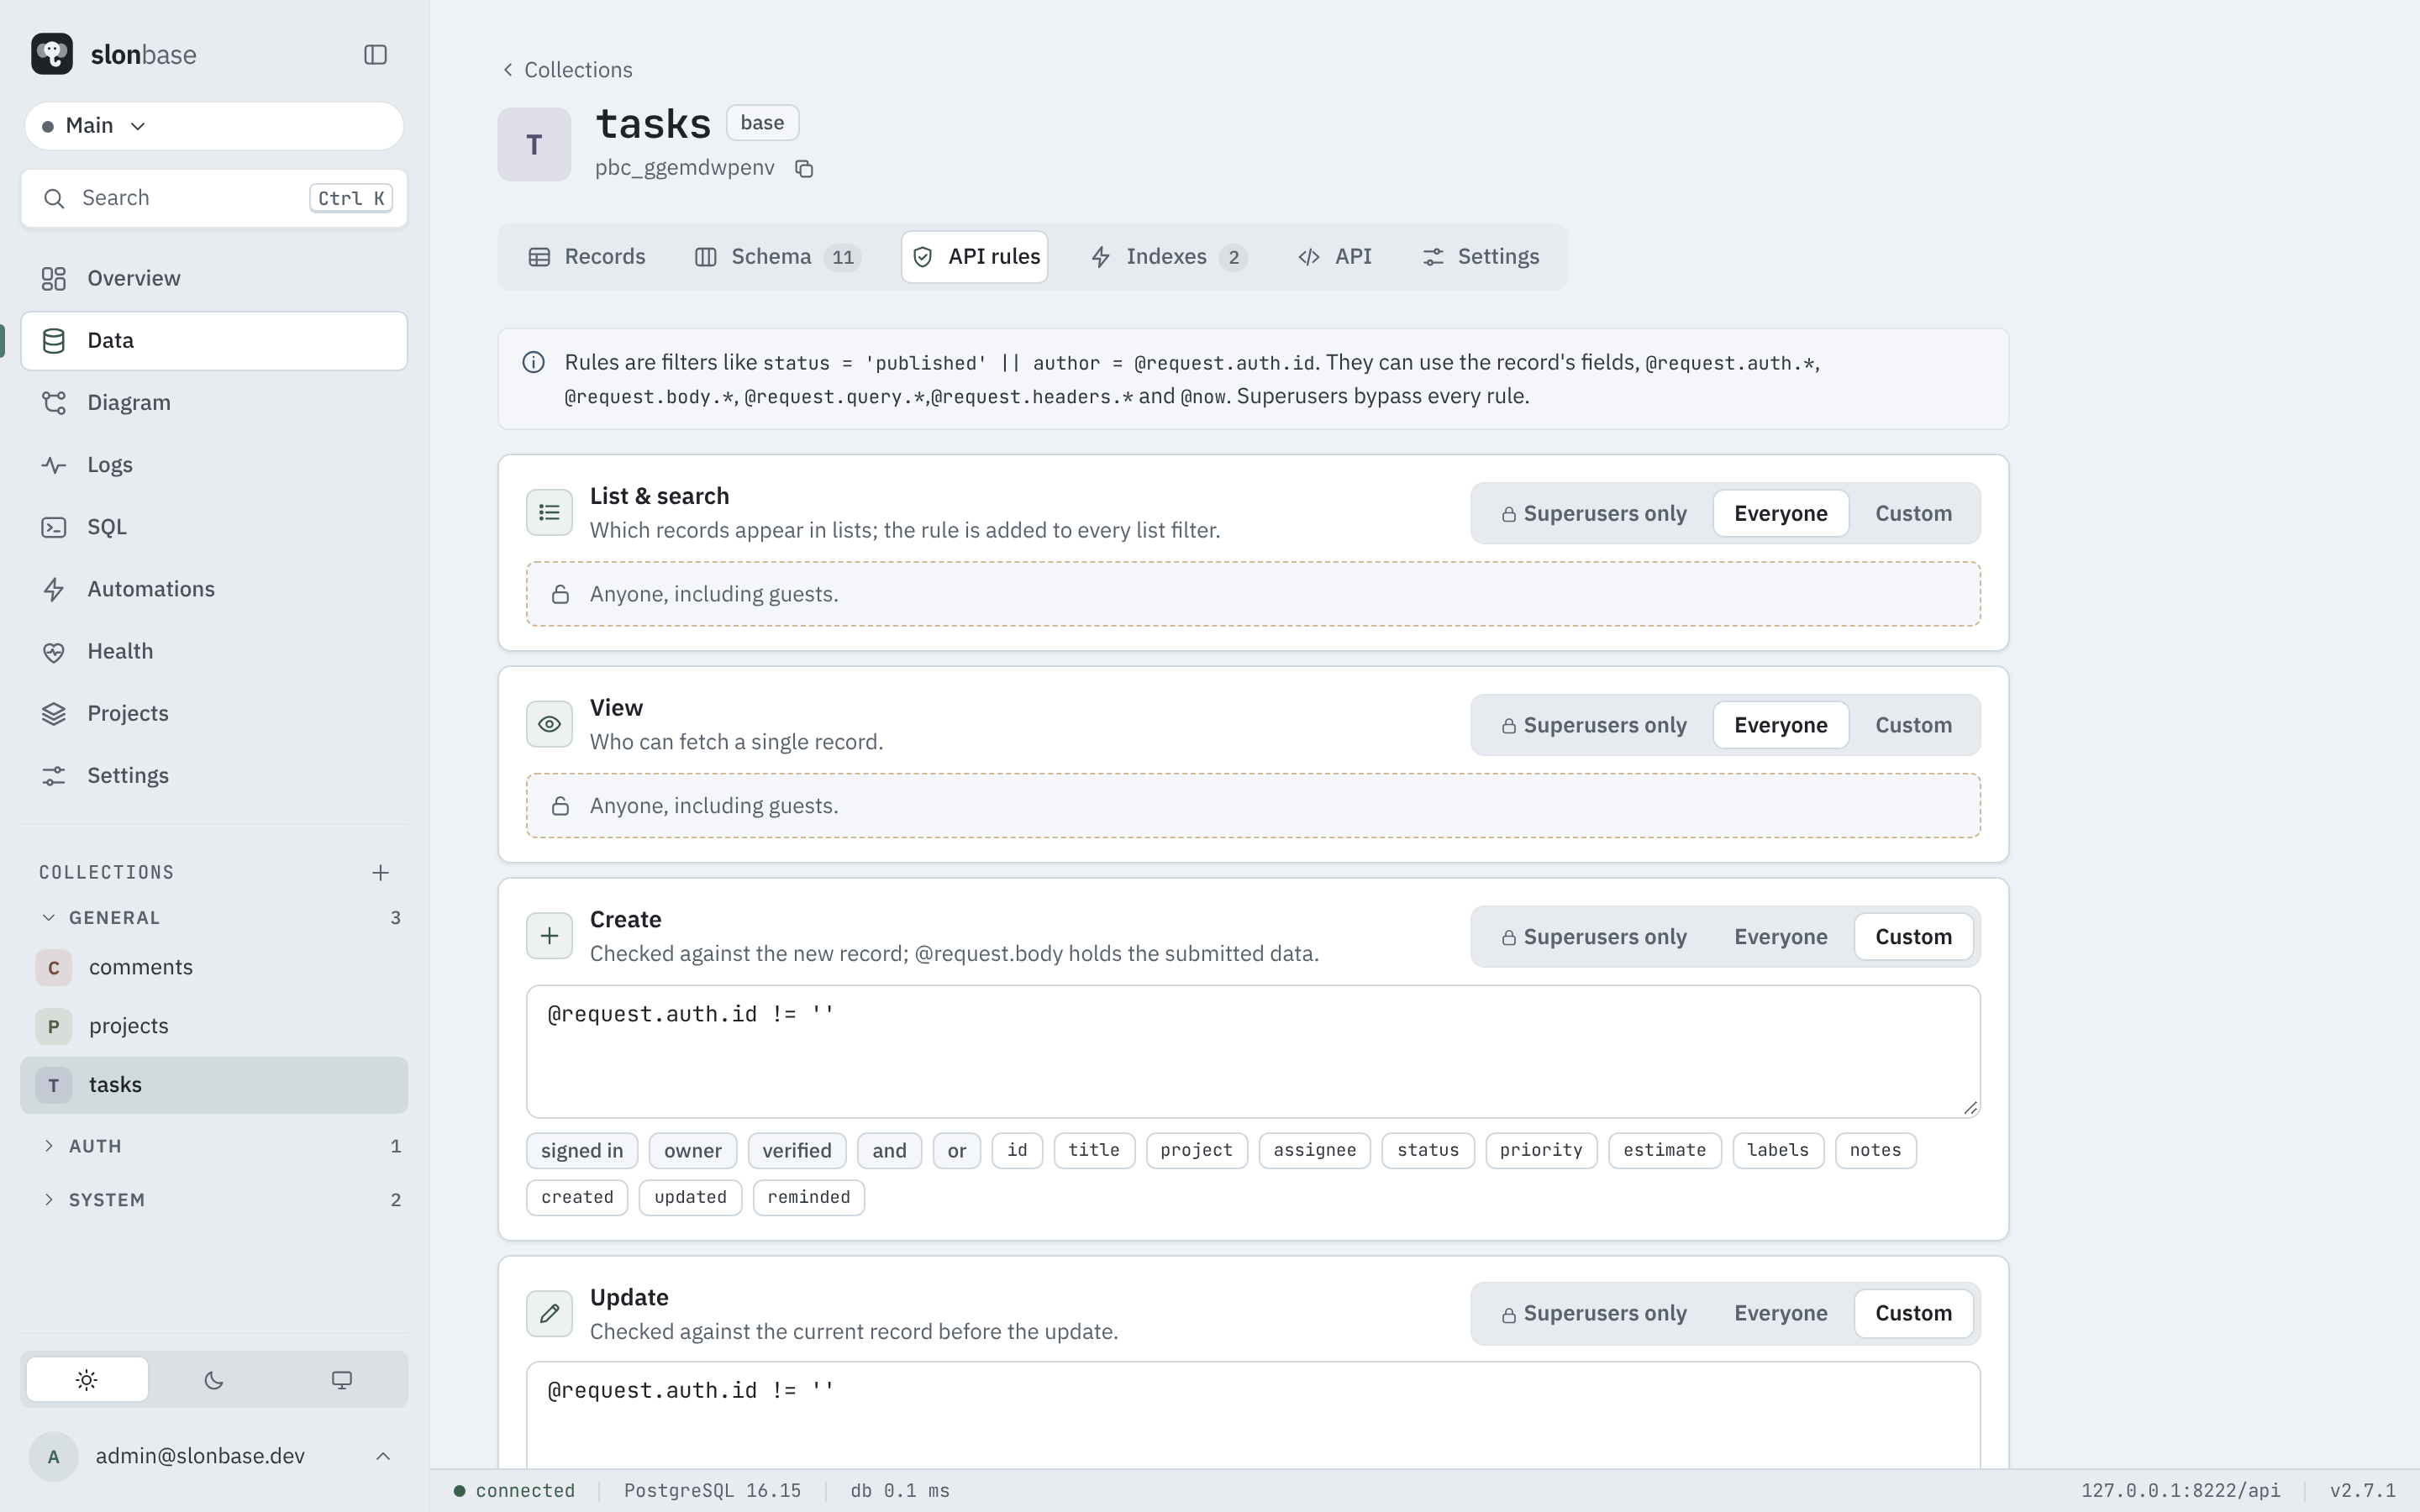 slonbase
Main
Search Ctrl K
Overview
Data
Diagram
Logs
SQL
Automations
Health
Projects
Settings
COLLECTIONS
GENERAL 3
C comments
P projects
T tasks
AUTH 1
SYSTEM 2
A admin@slonbase.dev
Collections
T
tasks base
pbc_ggemdwpenv
Records Schema 11 API rules Indexes 2 API Settings
Rules are filters like status = 'published' || author = @request.auth.id. They can use the record's fields, @request.auth.*,
@request.body.*, @request.query.*,@request.headers.* and @now. Superusers bypass every rule.
List & search
Which records appear in lists; the rule is added to every list filter.
Superusers only Everyone Custom
Anyone, including guests.
View
Who can fetch a single record.
Superusers only Everyone Custom
Anyone, including guests.
Create
Checked against the new record; @request.body holds the submitted data.
Superusers only Everyone Custom
@request.auth.id != ''
signed in owner verified and or id title project assignee status priority estimate labels notes
created updated reminded
Update
Checked against the current record before the update.
Superusers only Everyone Custom
@request.auth.id != ''
connected PostgreSQL 16.15 db 0.1 ms 127.0.0.1:8222/api v2.7.1